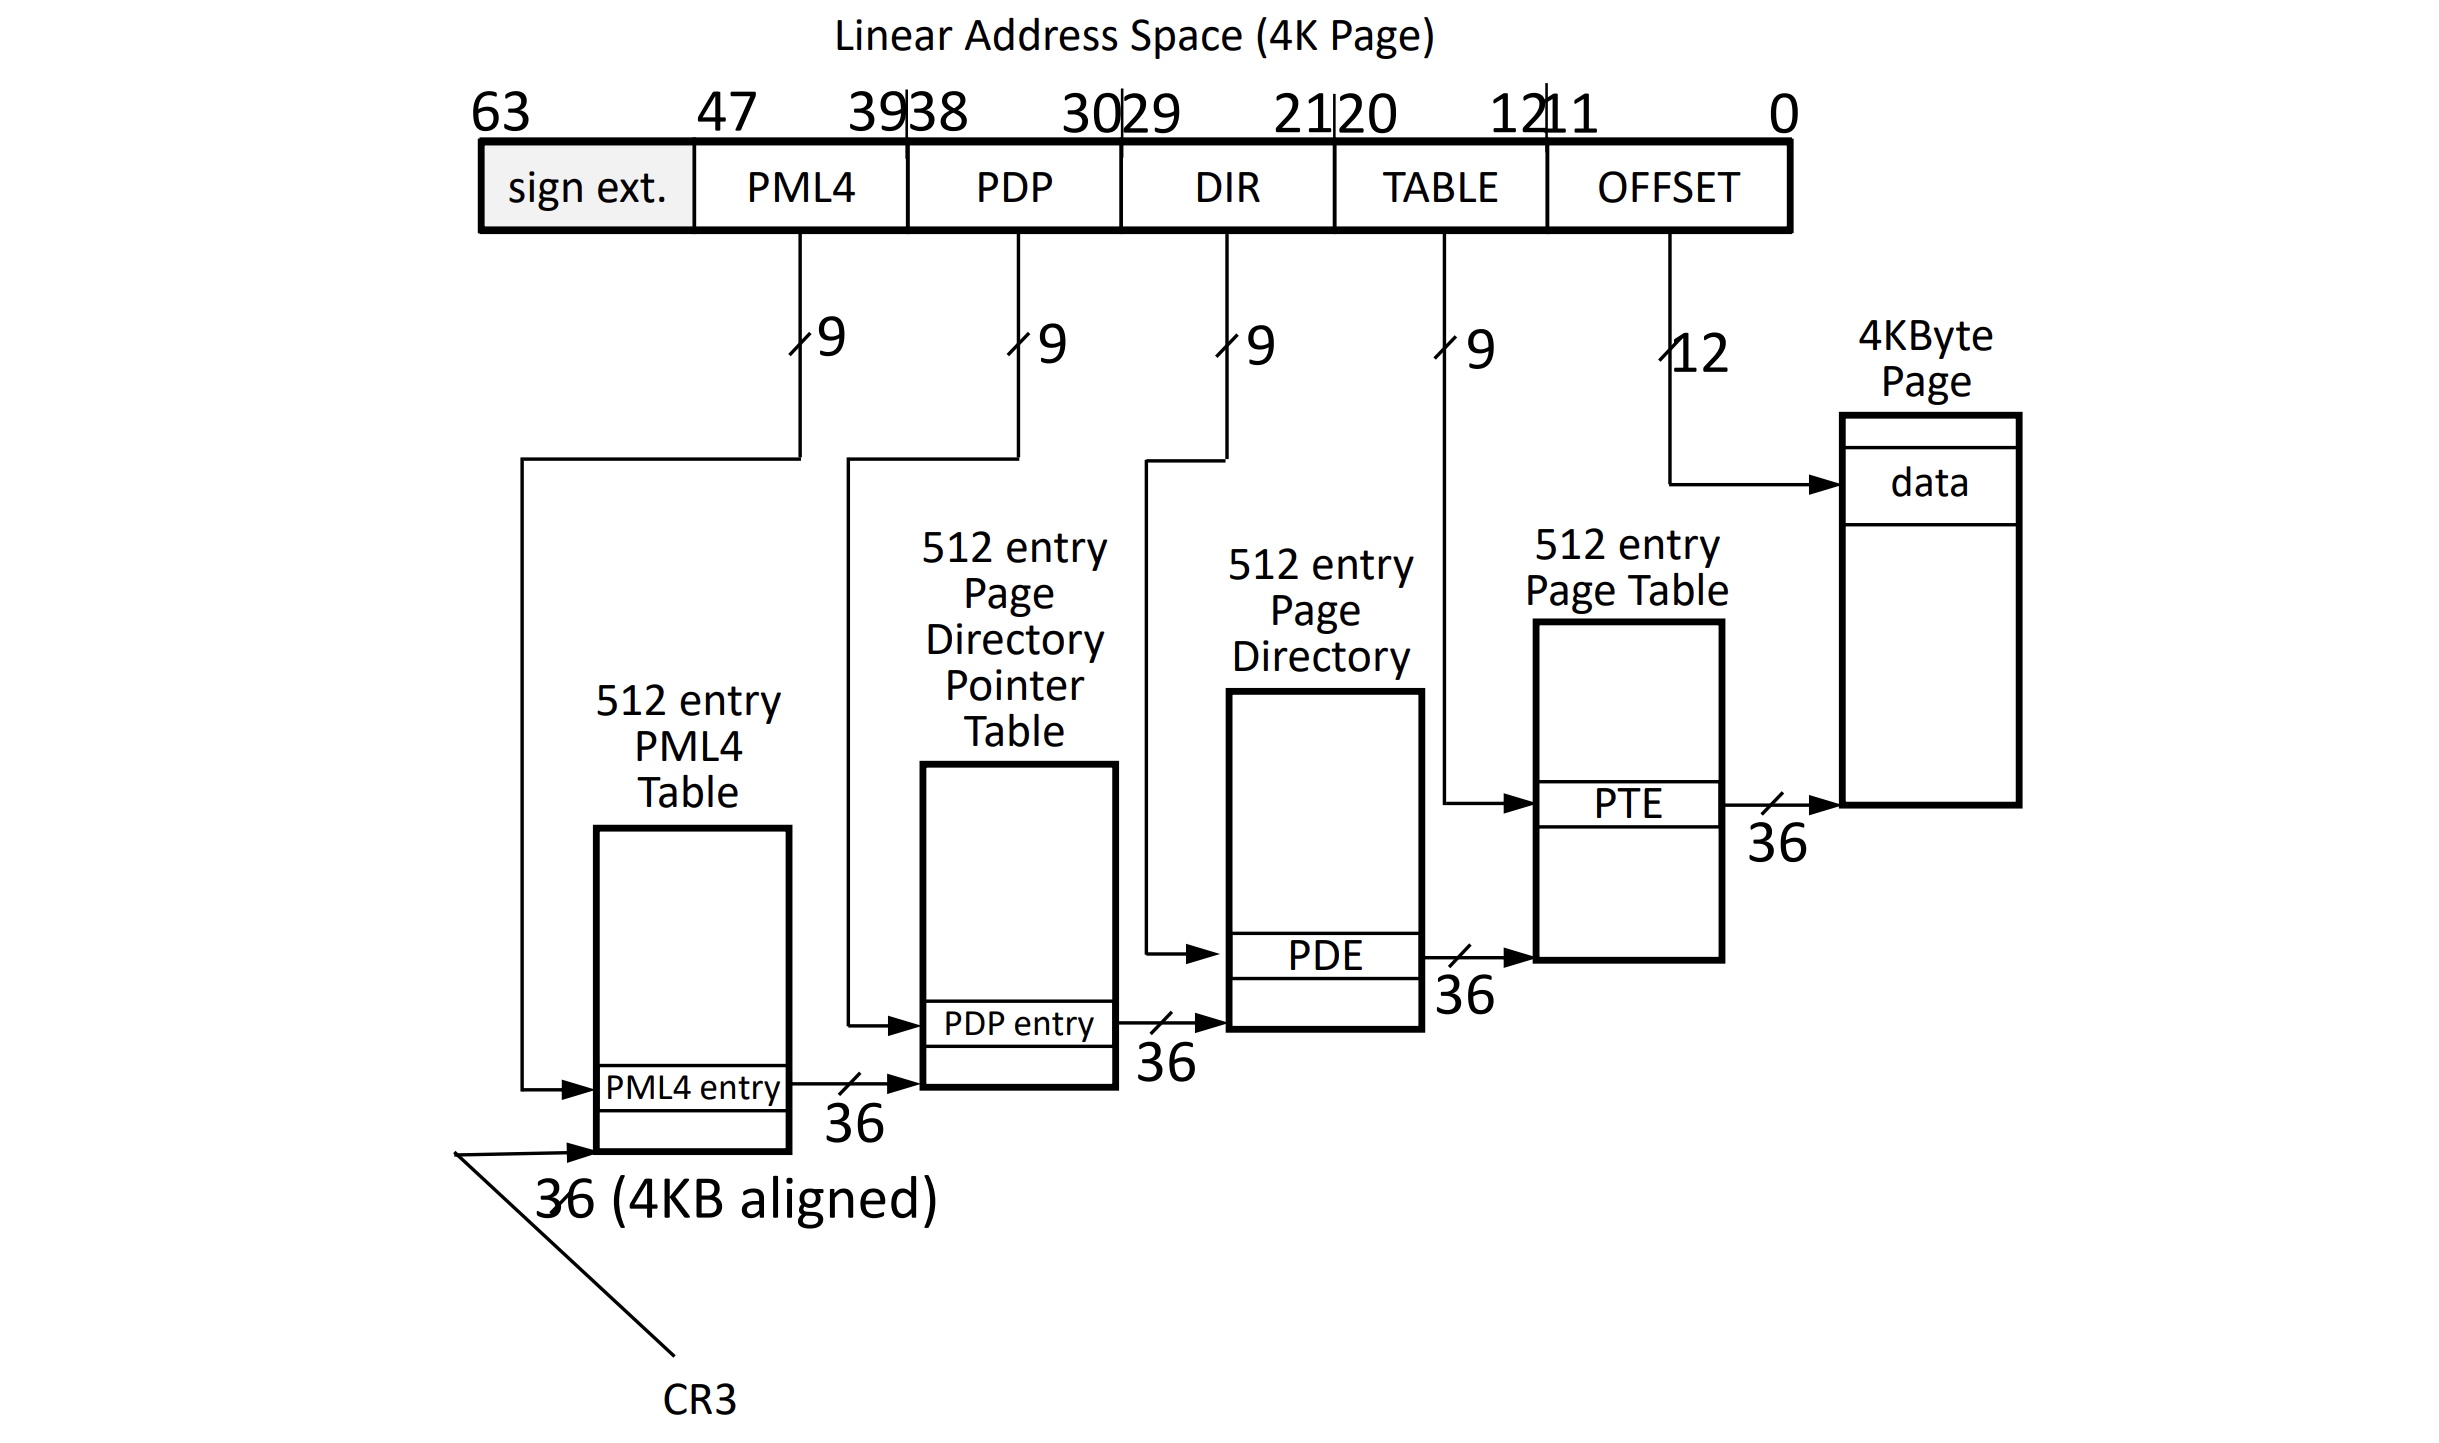 Linear Address Space (4K Page)
63 47 39 38 30 29 21 20 12 11 0
sign ext. PML4 PDP DIR TABLE OFFSET
9 9 9 9 12
4KByte
Page
data
512 entry
Page Table
PTE
36
512 entry
Page
Directory
PDE
36
512 entry
Page
Directory
Pointer
Table
PDP entry
36
512 entry
PML4
Table
PML4 entry
36
36 (4KB aligned)
CR3